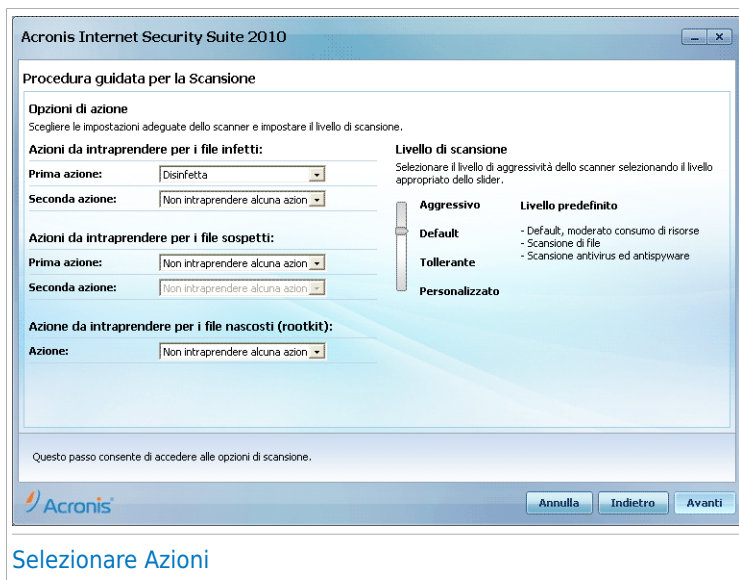 Acronis Internet Security Suite 2010
Procedura guidata per la Scansione
Opzioni di azione
Scegliere le impostazioni adeguate dello scanner e impostare il livello di scansione.
Azioni da intraprendere per i file infetti:
Prima azione: Disinfetta
Seconda azione: Non intraprendere alcuna azion
Azioni da intraprendere per i file sospetti:
Prima azione: Non intraprendere alcuna azion
Seconda azione: Non intraprendere alcuna azion
Azione da intraprendere per i file nascosti (rootkit):
Azione: Non intraprendere alcuna azion
Livello di scansione
Selezionare il livello di aggressività dello scanner selezionando il livello
appropriato dello slider.
Aggressivo
Default
Tollerante
Personalizzato
Livello predefinito
- Default, moderato consumo di risorse
- Scansione di file
- Scansione antivirus ed antispyware
Questo passo consente di accedere alle opzioni di scansione.
Acronis
Annulla Indietro Avanti
Selezionare Azioni